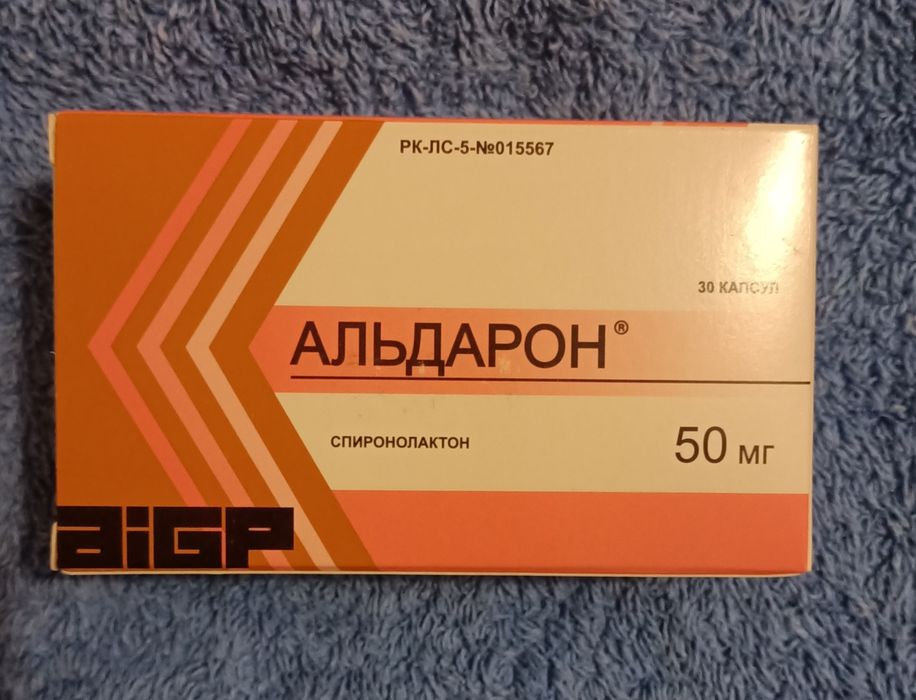 РК-ЛС-5-№015567
30 КАПСУЛ
АЛЬДАРОН®
СПИРОНОЛАКТОН
50 мг
aiGP